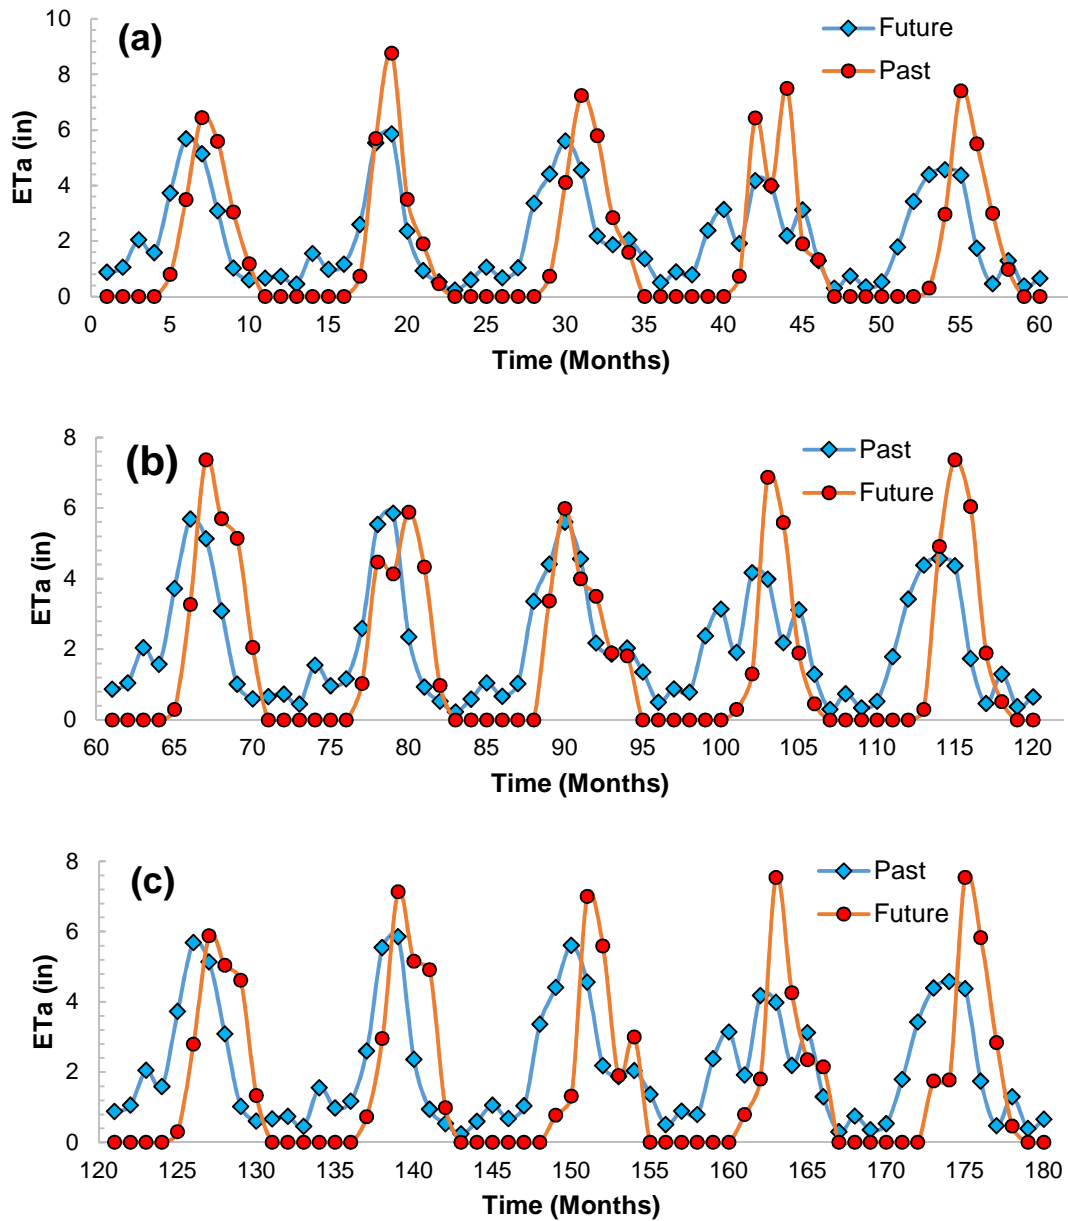 (a)
Future
Past
10
8
6
4
2
0
ETa (in)
0 5 10 15 20 25 30 35 40 45 50 55 60
Time (Months)
(b)
Past
Future
8
6
4
2
0
ETa (in)
60 65 70 75 80 85 90 95 100 105 110 115 120
Time (Months)
(c)
Past
Future
8
6
4
2
0
ETa (in)
120 125 130 135 140 145 150 155 160 165 170 175 180
Time (Months)